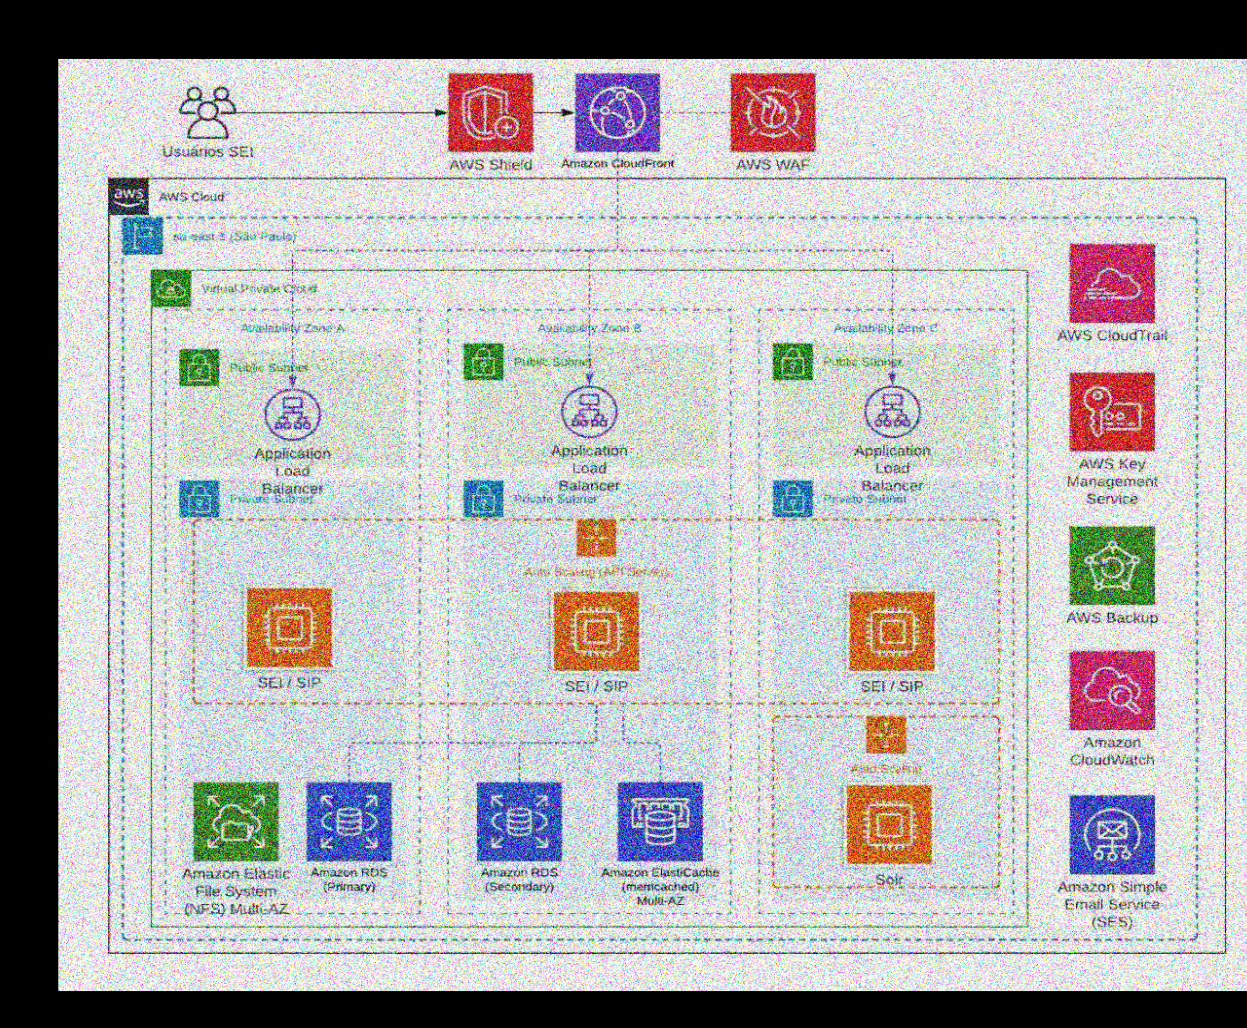 Usuários SEI
AWS Shield
Amazon CloudFront
AWS WAF
aws
AWS Cloud
sa-east-1 (São Paulo)
Virtual Private Cloud
Availability Zone A
Availability Zone B
Availability Zone C
Public Subnet
Public Subnet
Public Subnet
Application
Load
Balancer
Application
Load
Balancer
Application
Load
Balancer
Private Subnet
Private Subnet
Private Subnet
Auto Scaling (API Server)
SEI / SIP
SEI / SIP
SEI / SIP
Auto Scaling
Solr
Amazon Elastic
File System
(NFS) Multi-AZ
Amazon RDS
(Primary)
Amazon RDS
(Secondary)
Amazon ElastiCache
(memcached)
Multi-AZ
AWS CloudTrail
AWS Key
Management
Service
AWS Backup
Amazon
CloudWatch
Amazon Simple
Email Service
(SES)